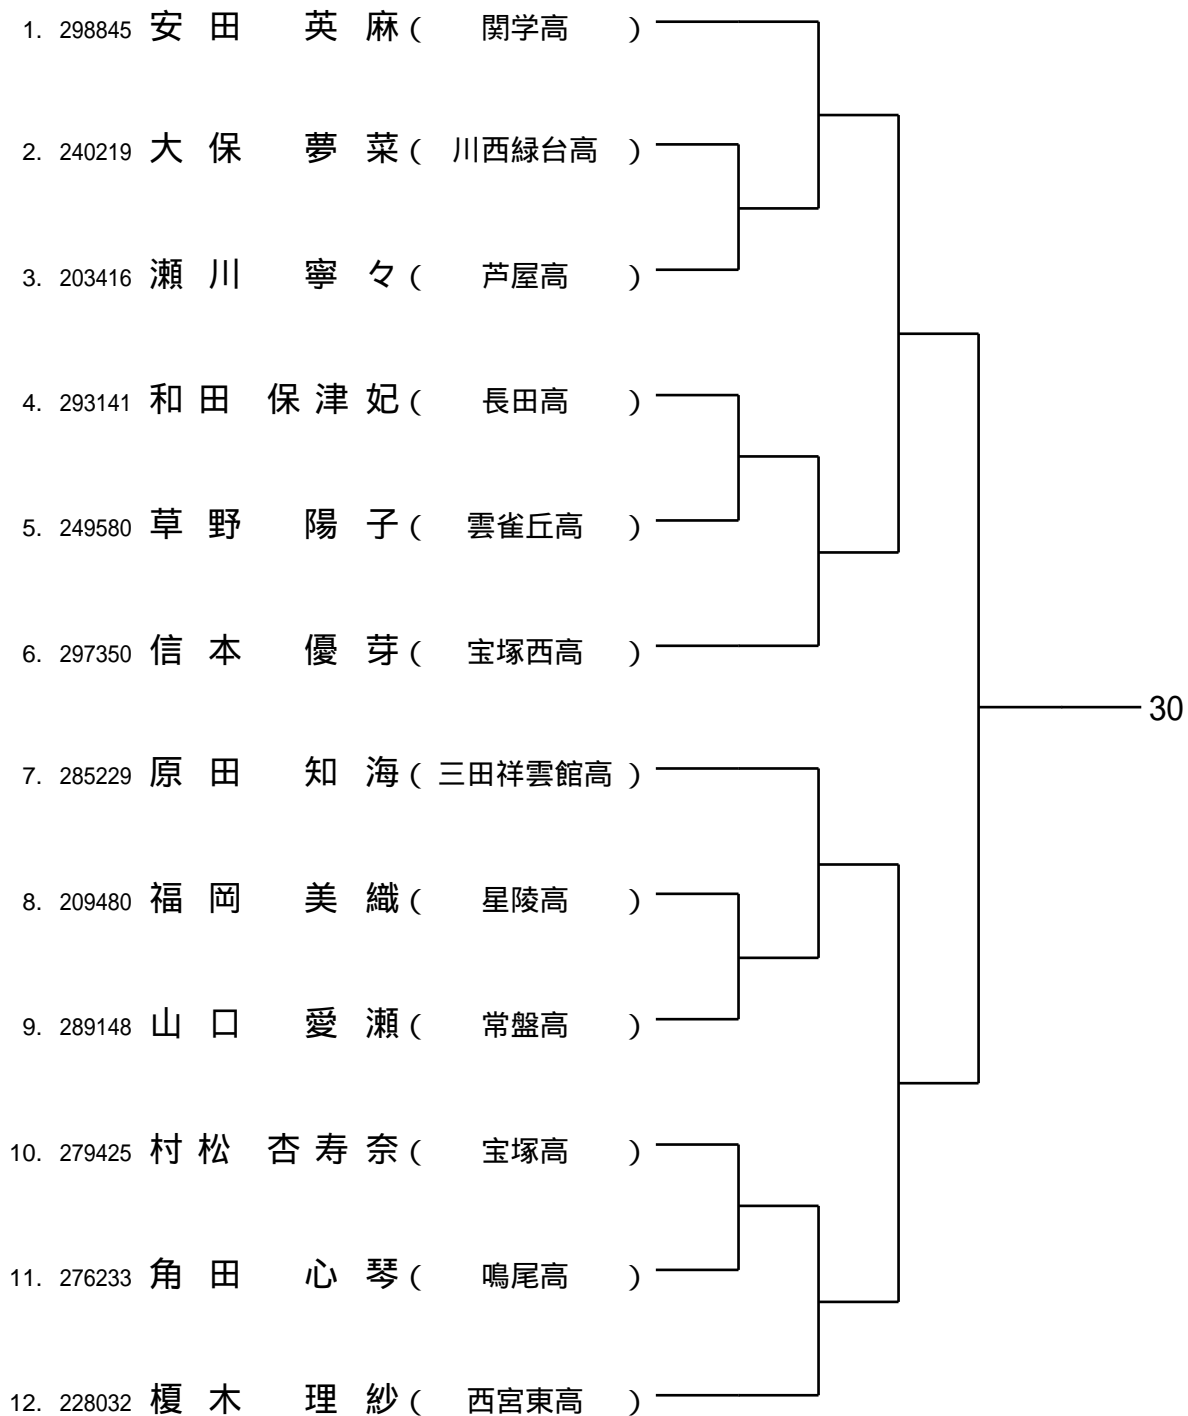 1. 298845 安田 英麻 ( 関学高 )
2. 240219 大保 夢菜 ( 川西緑台高 )
3. 203416 瀬川 寧々 ( 芦屋高 )
4. 293141 和田 保津妃 ( 長田高 )
5. 249580 草野 陽子 ( 雲雀丘高 )
6. 297350 信本 優芽 ( 宝塚西高 )
30
7. 285229 原田 知海 ( 三田祥雲館高 )
8. 209480 福岡 美織 ( 星陵高 )
9. 289148 山口 愛瀬 ( 常盤高 )
10. 279425 村松 杏寿奈 ( 宝塚高 )
11. 276233 角田 心琴 ( 鳴尾高 )
12. 228032 榎木 理紗 ( 西宮東高 )